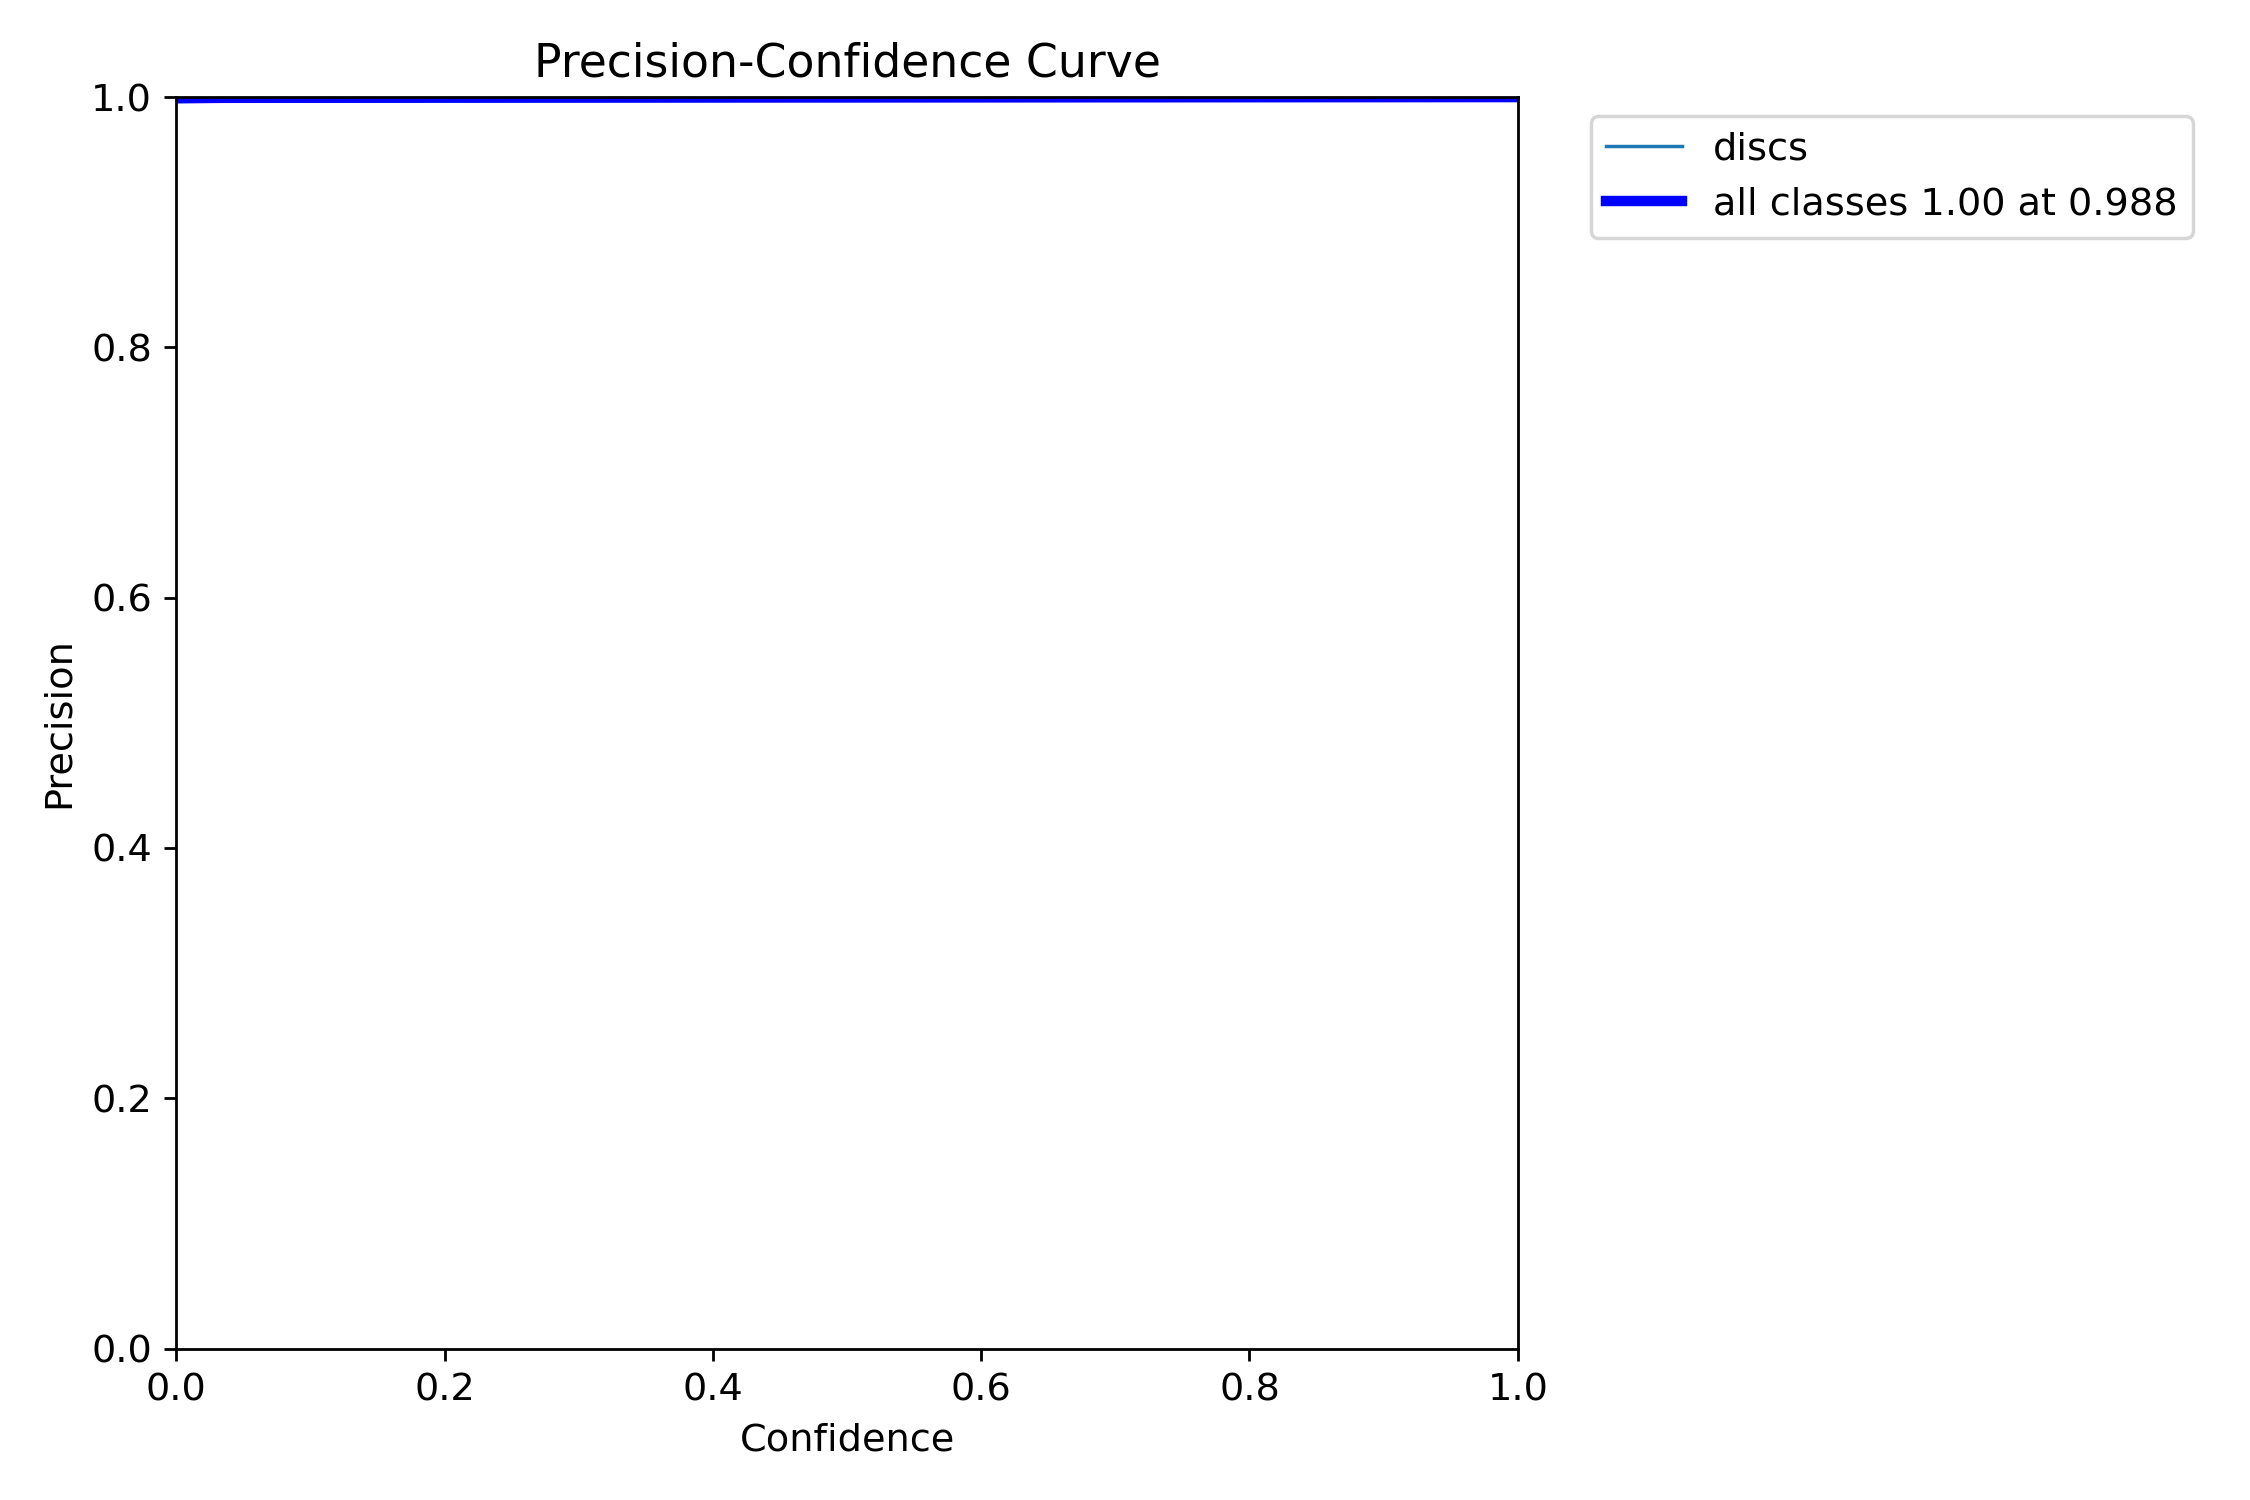 Precision-Confidence Curve
1.0
0.8
0.6
0.4
0.2
0.0
Precision
0.0 0.2 0.4 0.6 0.8 1.0
Confidence
discs
all classes 1.00 at 0.988